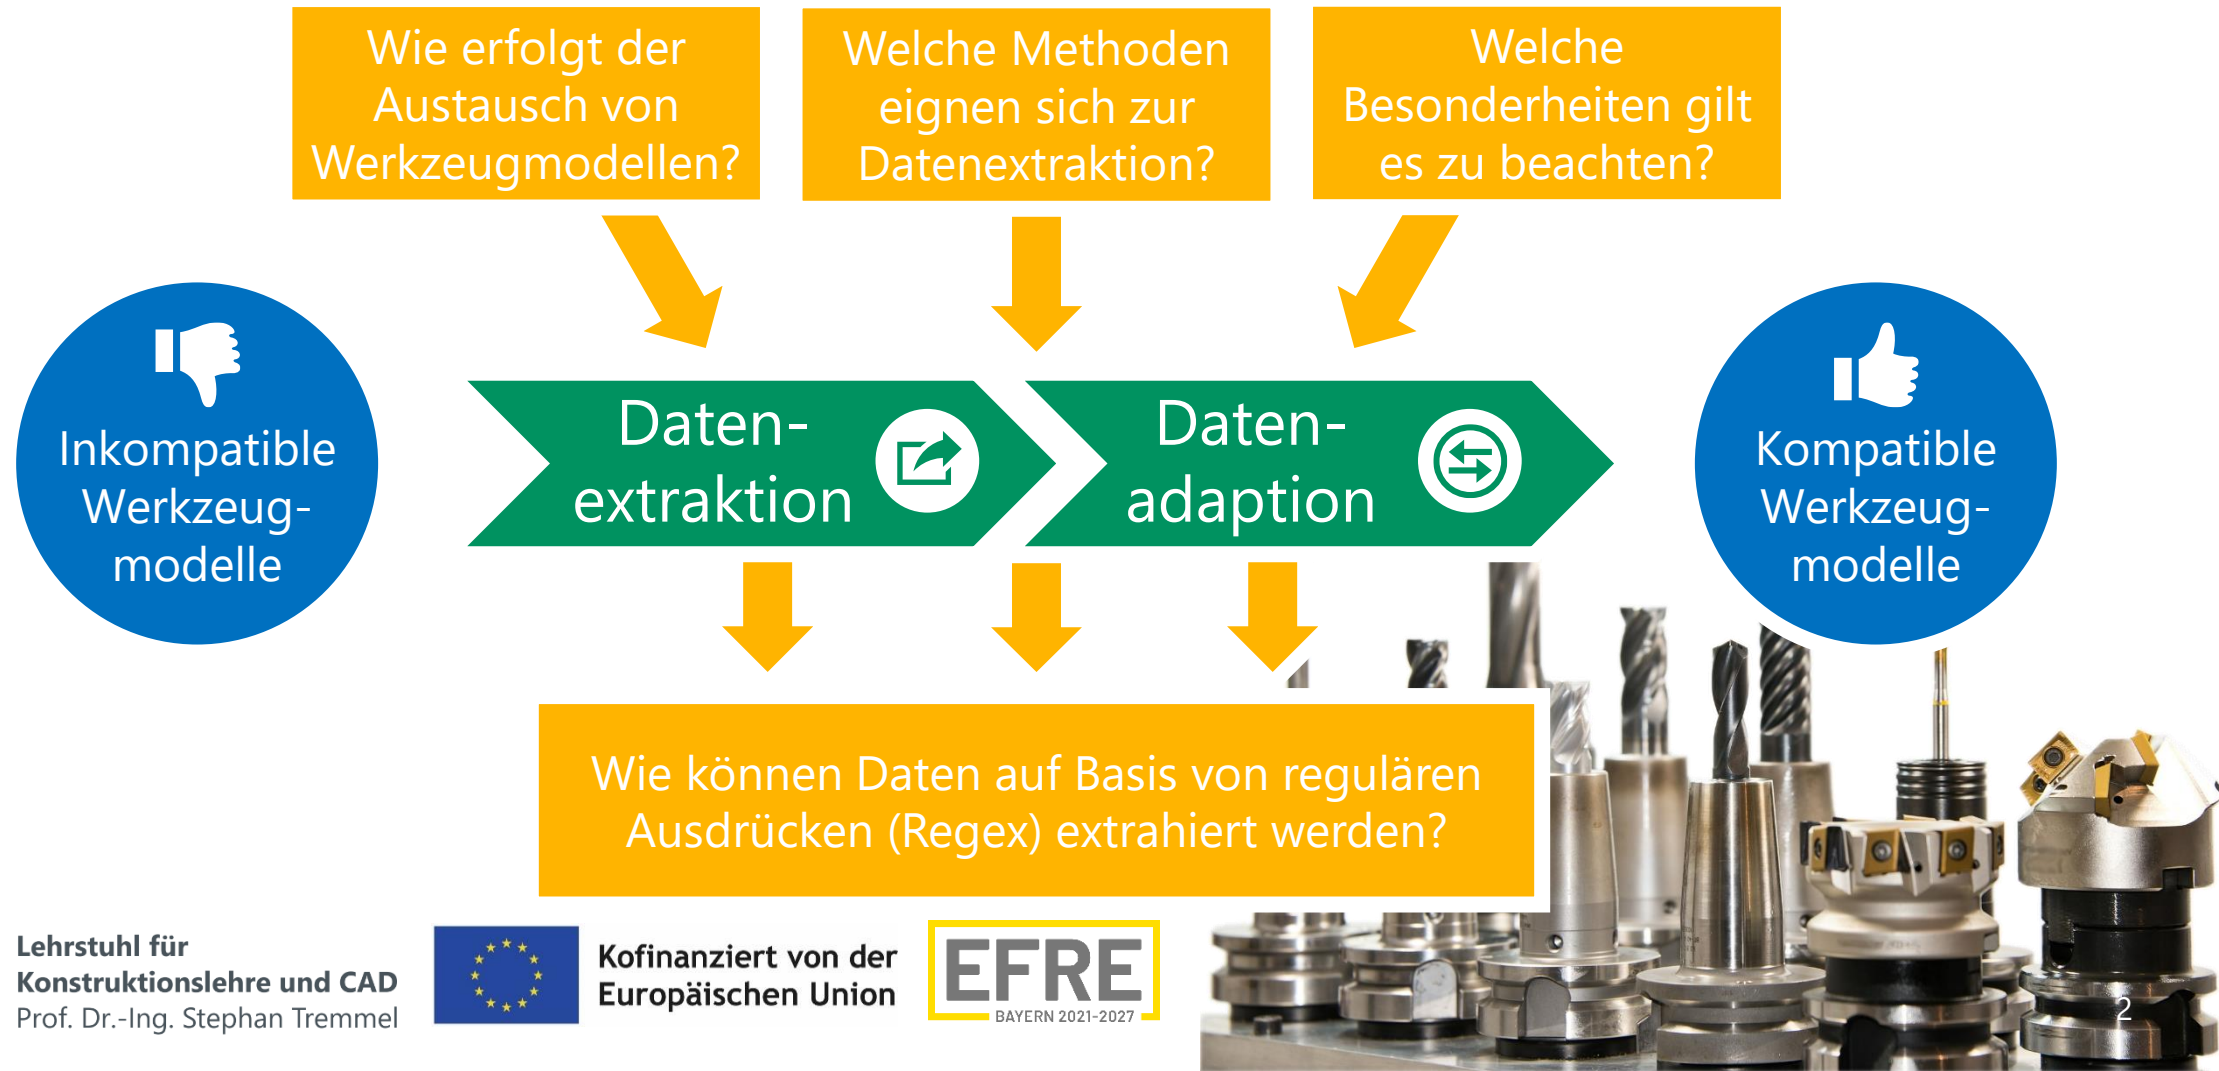 Wie erfolgt der
Austausch von
Werkzeugmodellen?
Welche Methoden
eignen sich zur
Datenextraktion?
Welche
Besonderheiten gilt
es zu beachten?
Inkompatible
Werkzeug-
modelle
Daten-
extraktion
Daten-
adaption
Kompatible
Werkzeug-
modelle
Wie können Daten auf Basis von regulären
Ausdrücken (Regex) extrahiert werden?
Lehrstuhl für
Konstruktionslehre und CAD
Prof. Dr.-Ing. Stephan Tremmel
Kofinanziert von der
Europäischen Union
EFRE
BAYERN 2021-2027
2